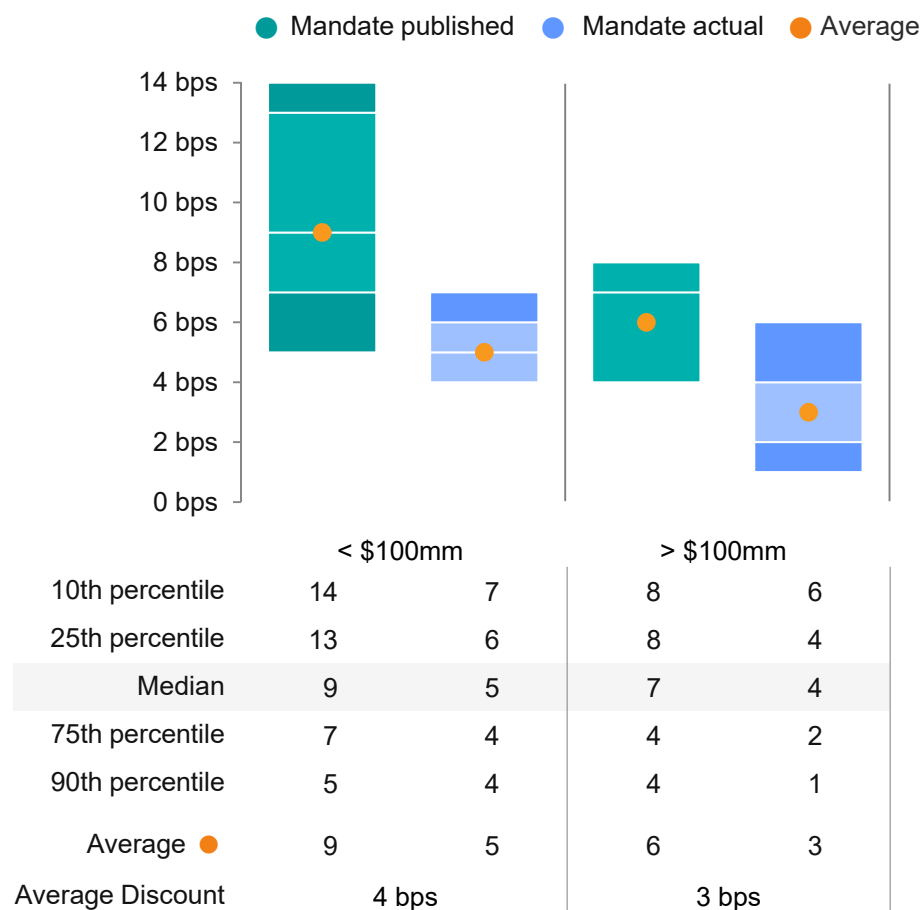 Mandate published Mandate actual Average
14 bps
12 bps
10 bps
8 bps
6 bps
4 bps
2 bps
0 bps
< $100mm > $100mm
10th percentile 14 7 8 6
25th percentile 13 6 8 4
Median 9 5 7 4
75th percentile 7 4 4 2
90th percentile 5 4 4 1
Average 9 5 6 3
Average Discount 4 bps 3 bps